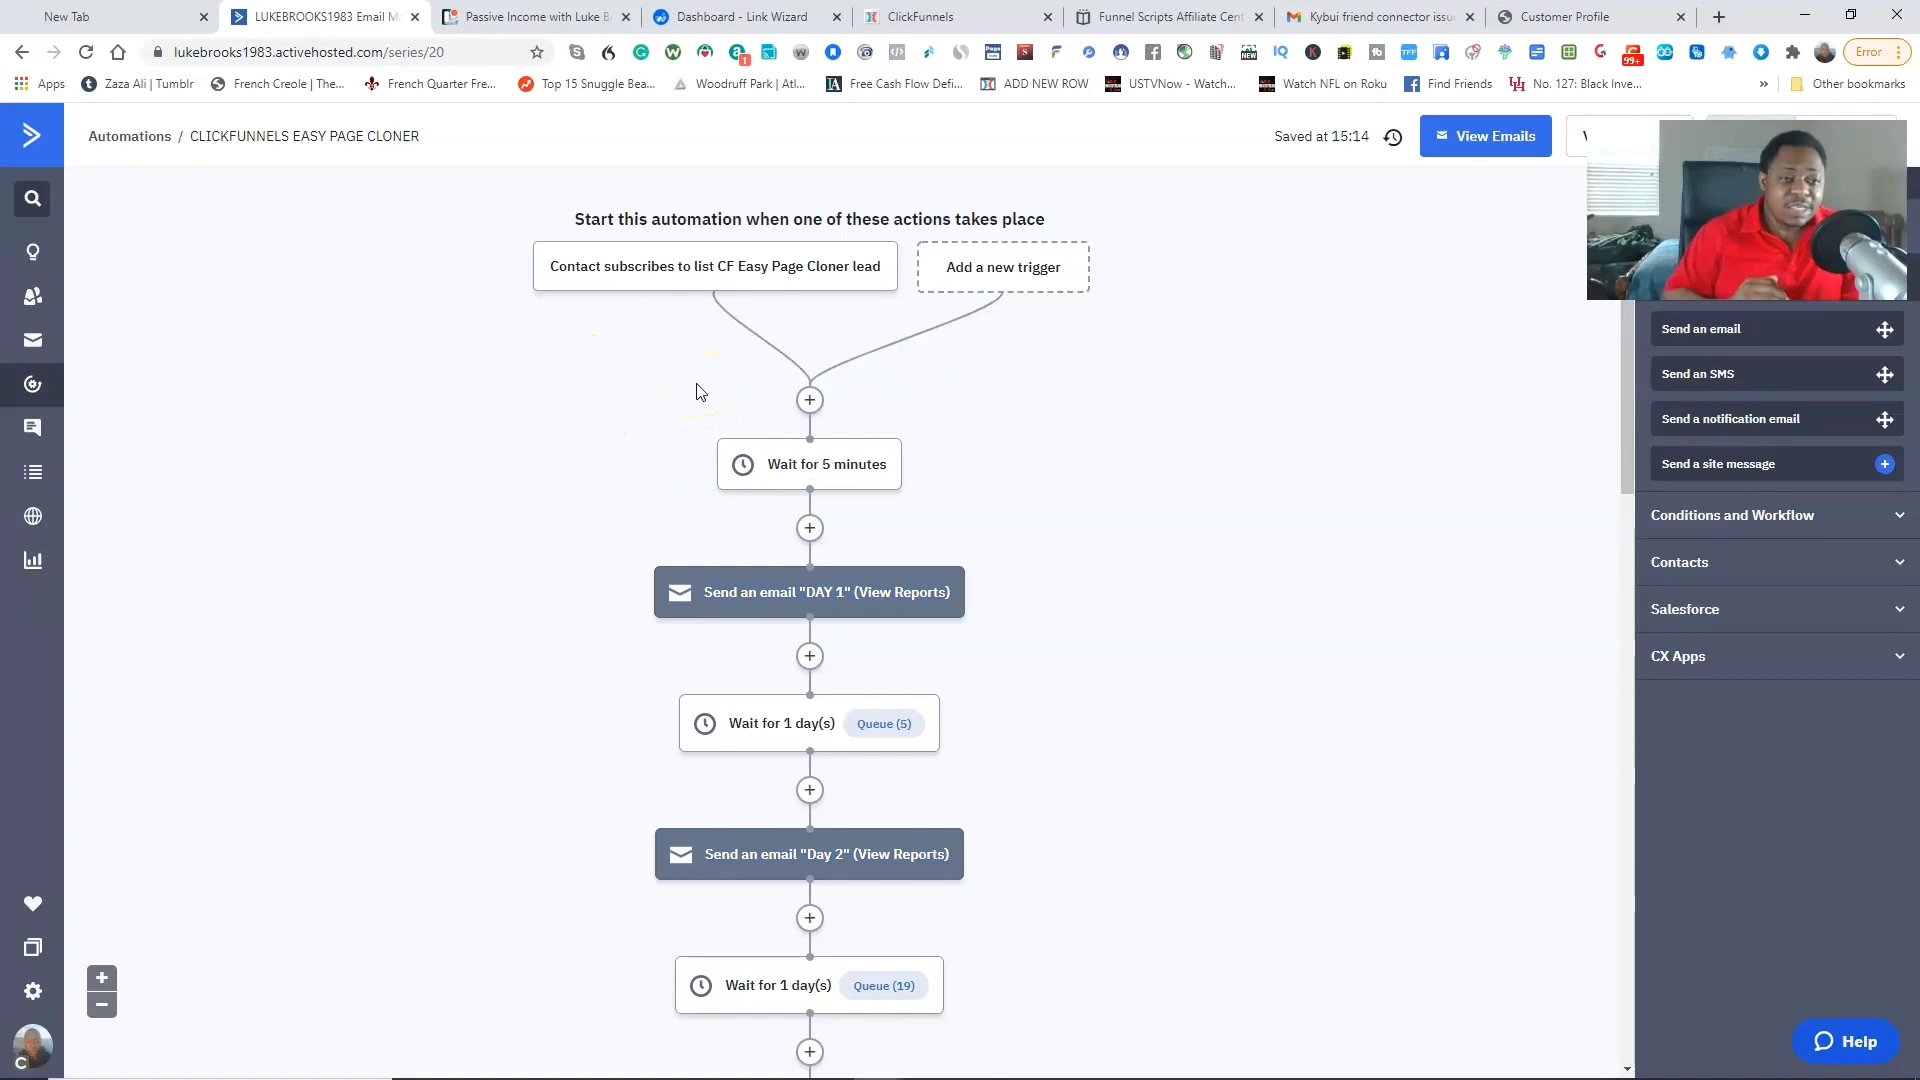 New Tab
LUKEBROOKS1983 Email Ma
Passive Income with Luke B
Dashboard - Link Wizard
ClickFunnels
Funnel Scripts Affiliate Cent
Kybui friend connector issu
Customer Profile
lukebrooks1983.activehosted.com/series/20
Error
Apps
Zaza Ali | Tumblr
French Creole | The...
French Quarter Fre...
Top 15 Snuggle Bea...
Woodruff Park | Atl...
Free Cash Flow Defi...
ADD NEW ROW
USTVNow - Watch...
Watch NFL on Roku
Find Friends
No. 127: Black Inve...
Other bookmarks
Automations / CLICKFUNNELS EASY PAGE CLONER
Saved at 15:14
View Emails
Start this automation when one of these actions takes place
Contact subscribes to list CF Easy Page Cloner lead
Add a new trigger
Wait for 5 minutes
Send an email "DAY 1" (View Reports)
Wait for 1 day(s) Queue (5)
Send an email "Day 2" (View Reports)
Wait for 1 day(s) Queue (19)
Send an email
Send an SMS
Send a notification email
Send a site message
Conditions and Workflow
Contacts
Salesforce
CX Apps
Help